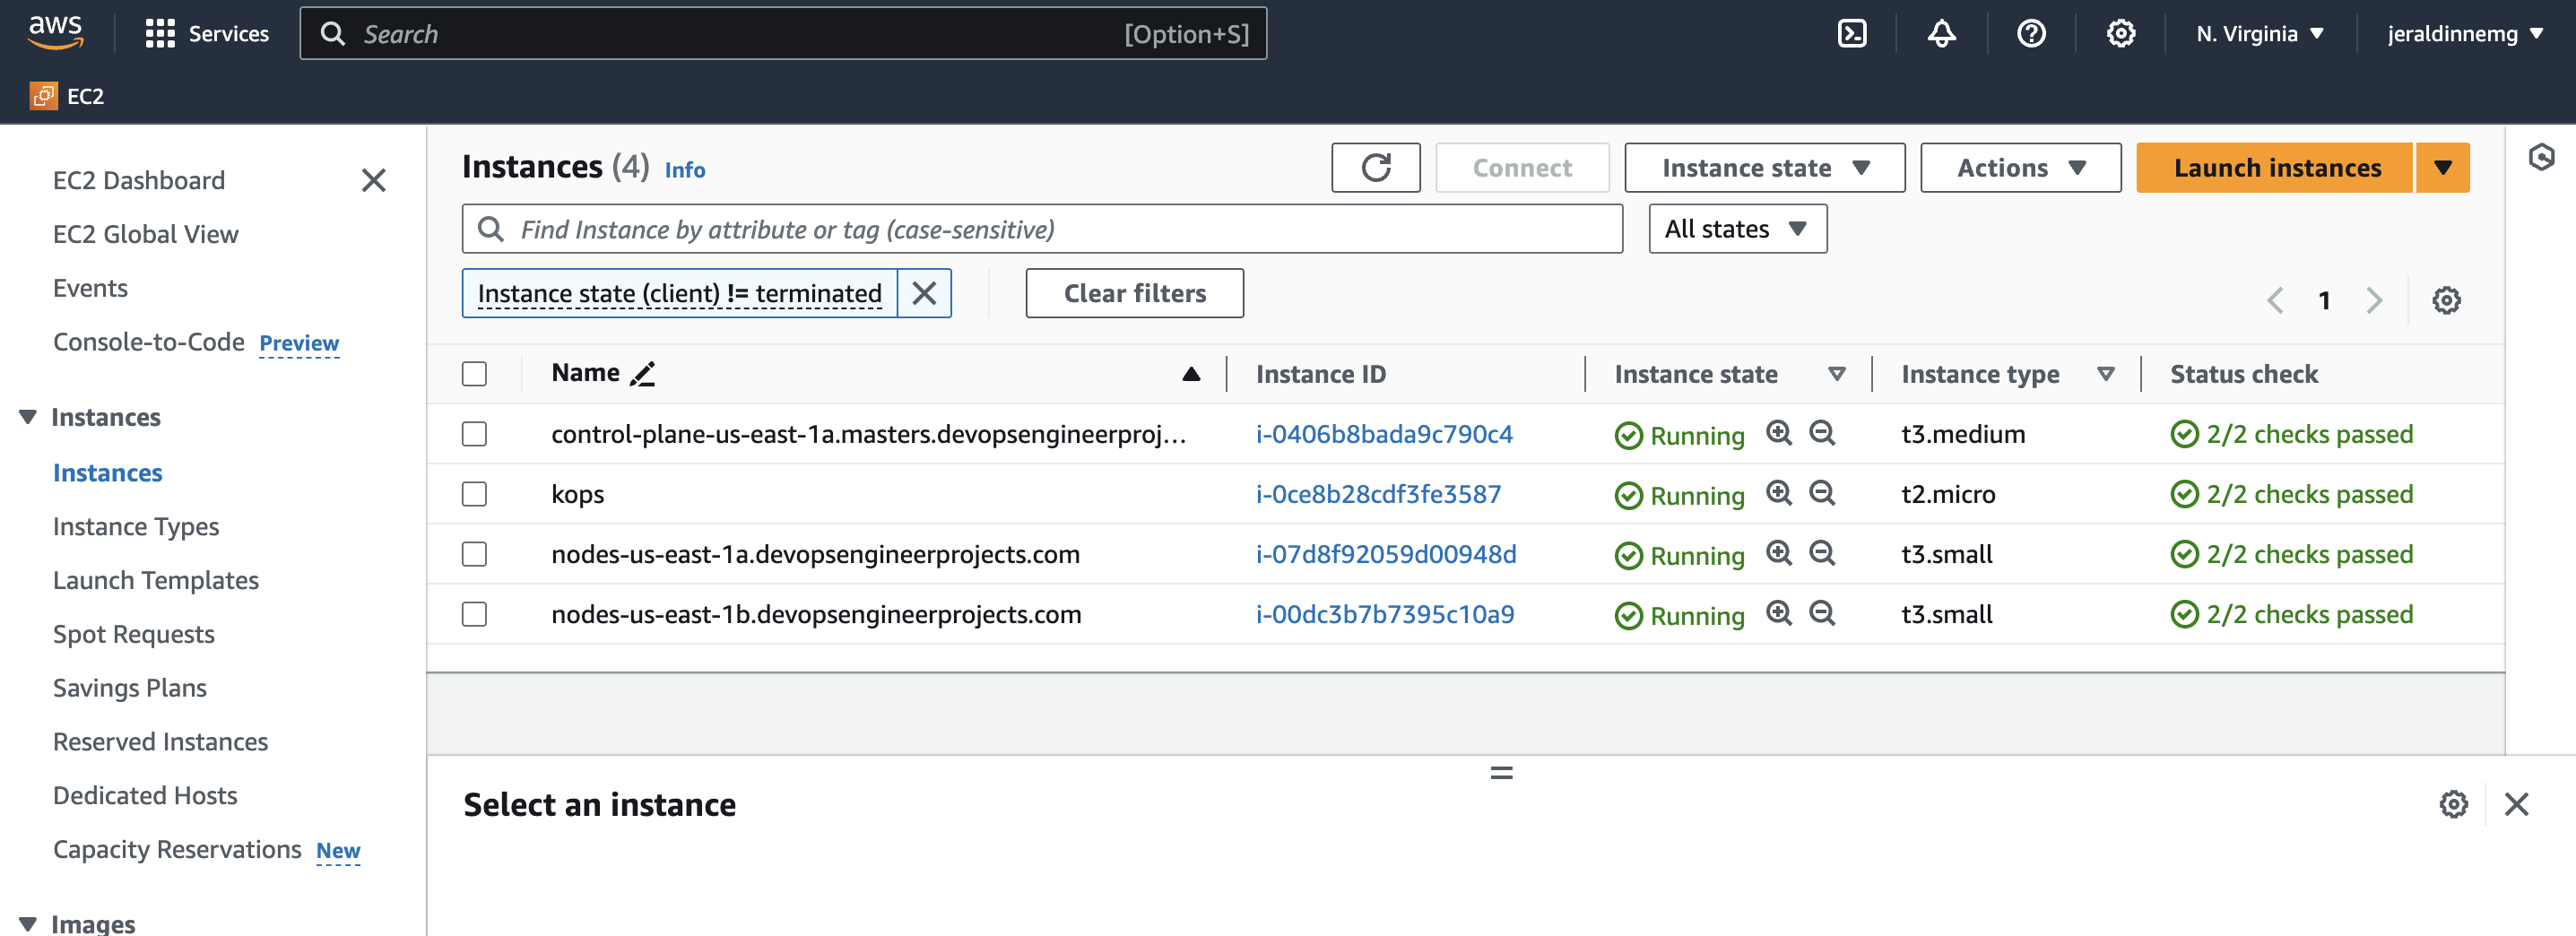 aws
Services
Search [Option+S]
N. Virginia
jeraldinnemg
EC2
EC2 Dashboard
EC2 Global View
Events
Console-to-Code Preview
Instances
Instances
Instance Types
Launch Templates
Spot Requests
Savings Plans
Reserved Instances
Dedicated Hosts
Capacity Reservations New
Images
Instances (4) Info
Connect
Instance state
Actions
Launch instances
Find Instance by attribute or tag (case-sensitive)
All states
Instance state (client) != terminated
Clear filters
1
Name Instance ID Instance state Instance type Status check
control-plane-us-east-1a.masters.devopsengineerproj... i-0406b8bada9c790c4 Running t3.medium 2/2 checks passed
kops i-0ce8b28cdf3fe3587 Running t2.micro 2/2 checks passed
nodes-us-east-1a.devopsengineerprojects.com i-07d8f92059d00948d Running t3.small 2/2 checks passed
nodes-us-east-1b.devopsengineerprojects.com i-00dc3b7b7395c10a9 Running t3.small 2/2 checks passed
Select an instance